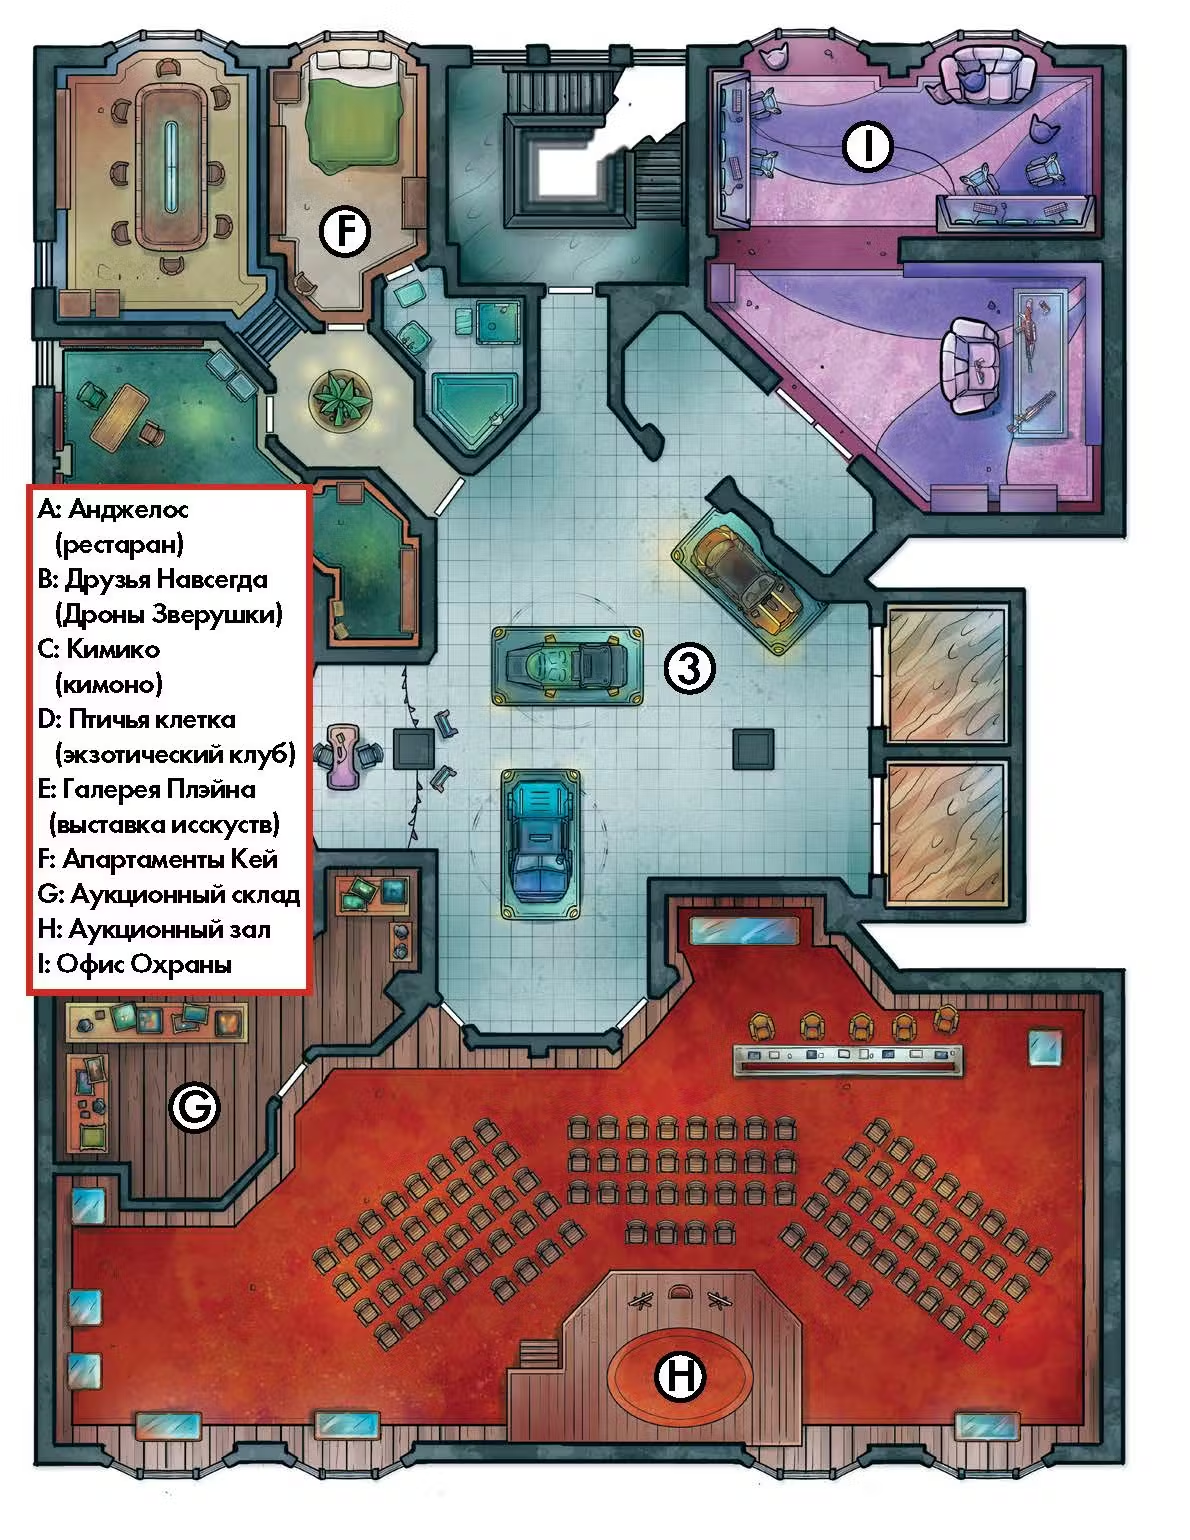 I
F
A: Анджелос
(рестаран)
B: Друзья Навсегда
(Дроны Зверушки)
C: Кимико
(кимоно)
D: Птичья клетка
(экзотический клуб)
E: Галерея Плэйна
(выставка исскуств)
F: Апартаменты Кей
G: Аукционный склад
H: Аукционный зал
I: Офис Охраны
3
G
H